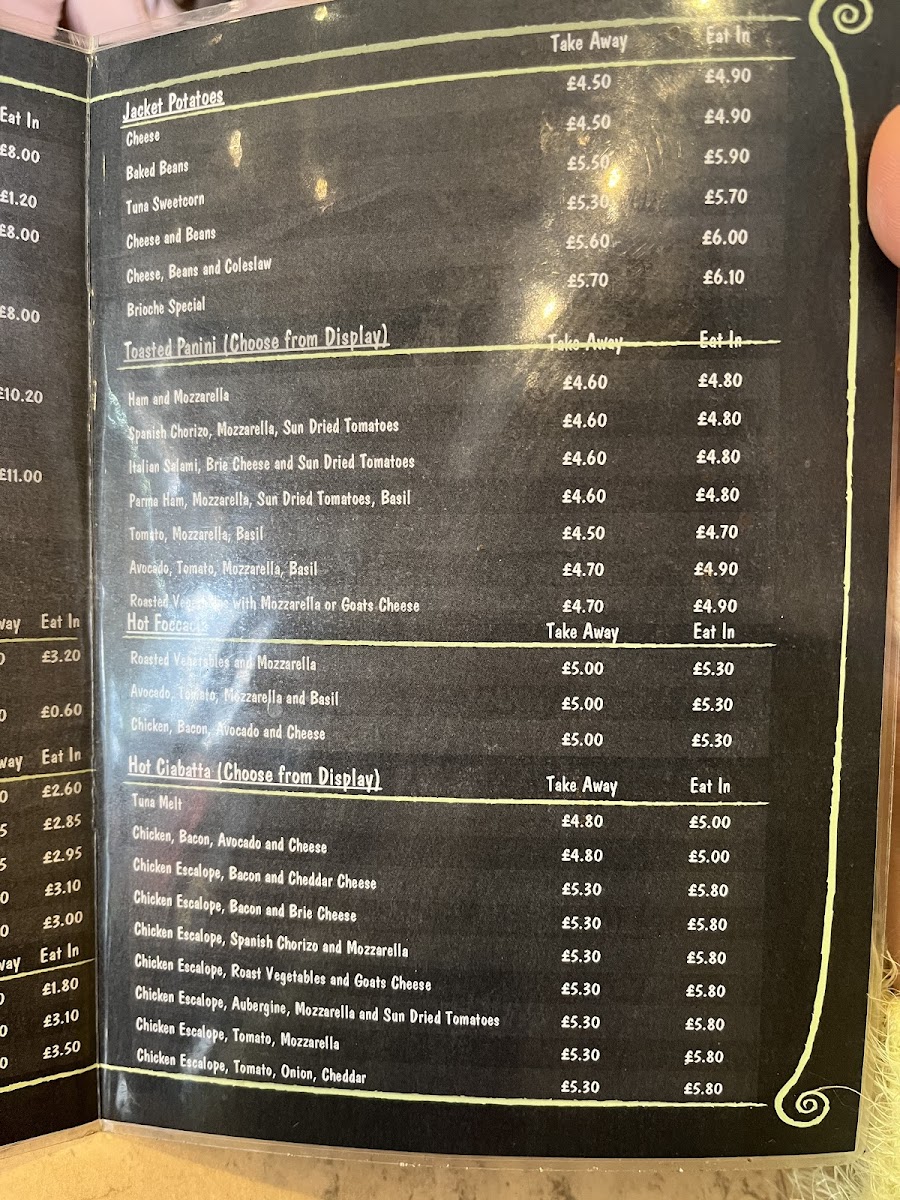 Eat In
£8.00
£1.20
£8.00
£8.00
£10.20
£11.00
Eat In
£3.20
£0.60
Eat In
£2.60
£2.85
£2.95
£3.10
£3.00
Eat In
£1.80
£3.10
£3.50
Take Away Eat In
Jacket Potatoes £4.50 £4.90
Cheese £4.50 £4.90
Baked Beans £5.50 £5.90
Tuna Sweetcorn £5.30 £5.70
Cheese and Beans £5.60 £6.00
Cheese, Beans and Coleslaw £5.70 £6.10
Brioche Special
Toasted Panini (Choose from Display) Take Away Eat In
Ham and Mozzarella £4.60 £4.80
Spanish Chorizo, Mozzarella, Sun Dried Tomatoes £4.60 £4.80
Italian Salami, Brie Cheese and Sun Dried Tomatoes £4.60 £4.80
Parma Ham, Mozzarella, Sun Dried Tomatoes, Basil £4.60 £4.80
Tomato, Mozzarella, Basil £4.50 £4.70
Avocado, Tomato, Mozzarella, Basil £4.70 £4.90
Roasted Vegetables with Mozzarella or Goats Cheese £4.70 £4.90
Hot Foccacia Take Away Eat In
Roasted Vegetables and Mozzarella £5.00 £5.30
Avocado, Tomato, Mozzarella and Basil £5.00 £5.30
Chicken, Bacon, Avocado and Cheese £5.00 £5.30
Hot Ciabatta (Choose from Display) Take Away Eat In
Tuna Melt £4.80 £5.00
Chicken, Bacon, Avocado and Cheese £4.80 £5.00
Chicken Escalope, Bacon and Cheddar Cheese £5.30 £5.80
Chicken Escalope, Bacon and Brie Cheese £5.30 £5.80
Chicken Escalope, Spanish Chorizo and Mozzarella £5.30 £5.80
Chicken Escalope, Roast Vegetables and Goats Cheese £5.30 £5.80
Chicken Escalope, Aubergine, Mozzarella and Sun Dried Tomatoes £5.30 £5.80
Chicken Escalope, Tomato, Mozzarella £5.30 £5.80
Chicken Escalope, Tomato, Onion, Cheddar £5.30 £5.80